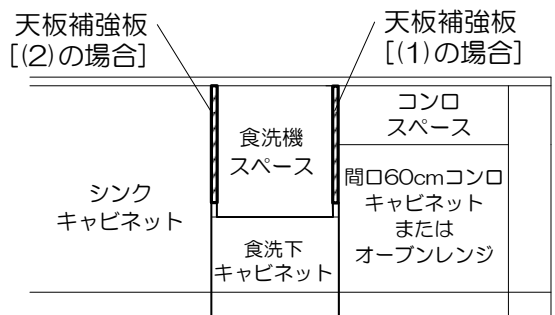 天板補強板
[(2)の場合]
天板補強板
[(1)の場合]
シンク
キャビネット
食洗機
スペース
食洗下
キャビネット
コンロ
スペース
間口60cmコンロ
キャビネット
または
オーブンレンジ